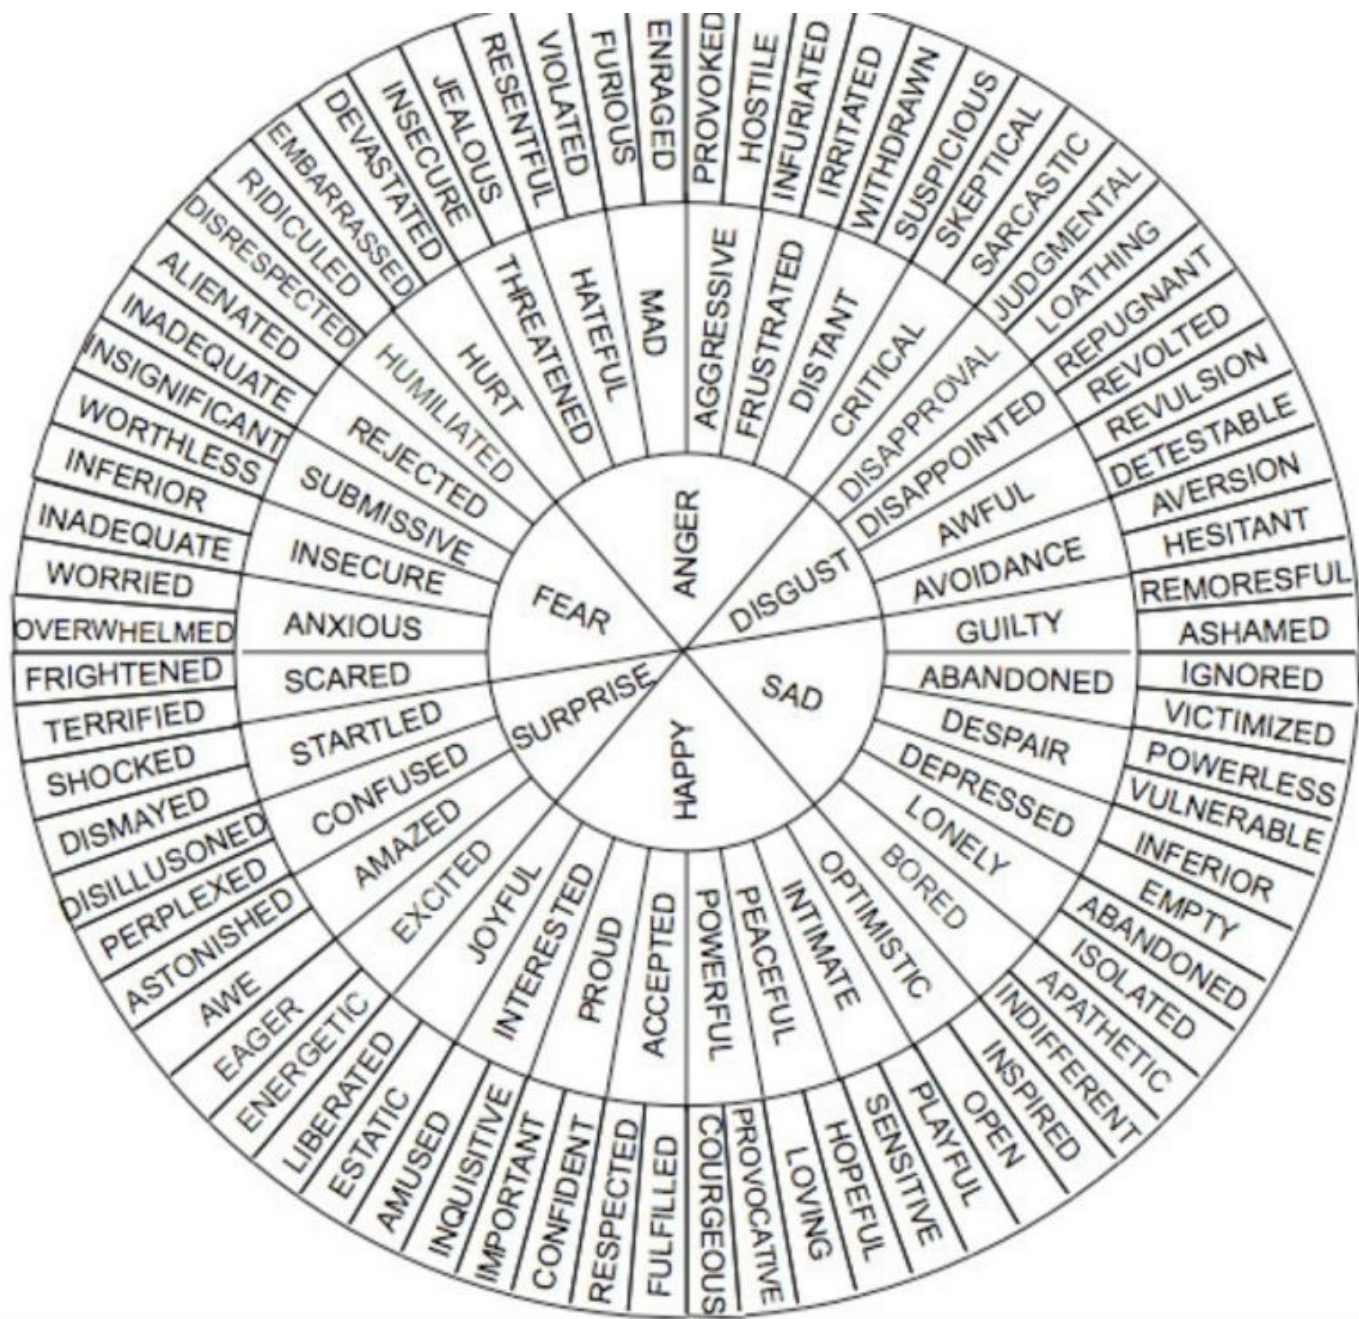 ANGER
DISGUST
SAD
HAPPY
SURPRISE
FEAR
MAD
AGGRESSIVE
FRUSTRATED
DISTANT
CRITICAL
DISAPPROVAL
DISAPPOINTED
AWFUL
AVOIDANCE
GUILTY
ABANDONED
DESPAIR
DEPRESSED
LONELY
BORED
OPTIMISTIC
INTIMATE
PEACEFUL
POWERFUL
ACCEPTED
PROUD
INTERESTED
JOYFUL
EXCITED
AMAZED
CONFUSED
STARTLED
SCARED
ANXIOUS
INSECURE
SUBMISSIVE
REJECTED
HUMILIATED
HURT
THREATENED
HATEFUL
ENRAGED
PROVOKED
HOSTILE
INFURIATED
IRRITATED
WITHDRAWN
SUSPICIOUS
SKEPTICAL
SARCASTIC
JUDGMENTAL
LOATHING
REPUGNANT
REVOLTED
REVULSION
DETESTABLE
AVERSION
HESITANT
REMORESFUL
ASHAMED
IGNORED
VICTIMIZED
POWERLESS
VULNERABLE
INFERIOR
EMPTY
ABANDONED
ISOLATED
APATHETIC
INDIFFERENT
INSPIRED
OPEN
PLAYFUL
SENSITIVE
HOPEFUL
LOVING
PROVOCATIVE
COURGEOUS
FULFILLED
RESPECTED
CONFIDENT
IMPORTANT
INQUISITIVE
AMUSED
ESTATIC
LIBERATED
ENERGETIC
EAGER
AWE
ASTONISHED
PERPLEXED
DISILLUSONED
DISMAYED
SHOCKED
TERRIFIED
FRIGHTENED
OVERWHELMED
WORRIED
INADEQUATE
INFERIOR
WORTHLESS
INSIGNIFICANT
INADEQUATE
ALIENATED
DISRESPECTED
RIDICULED
EMBARRASSED
DEVASTATED
INSECURE
JEALOUS
RESENTFUL
VIOLATED
FURIOUS